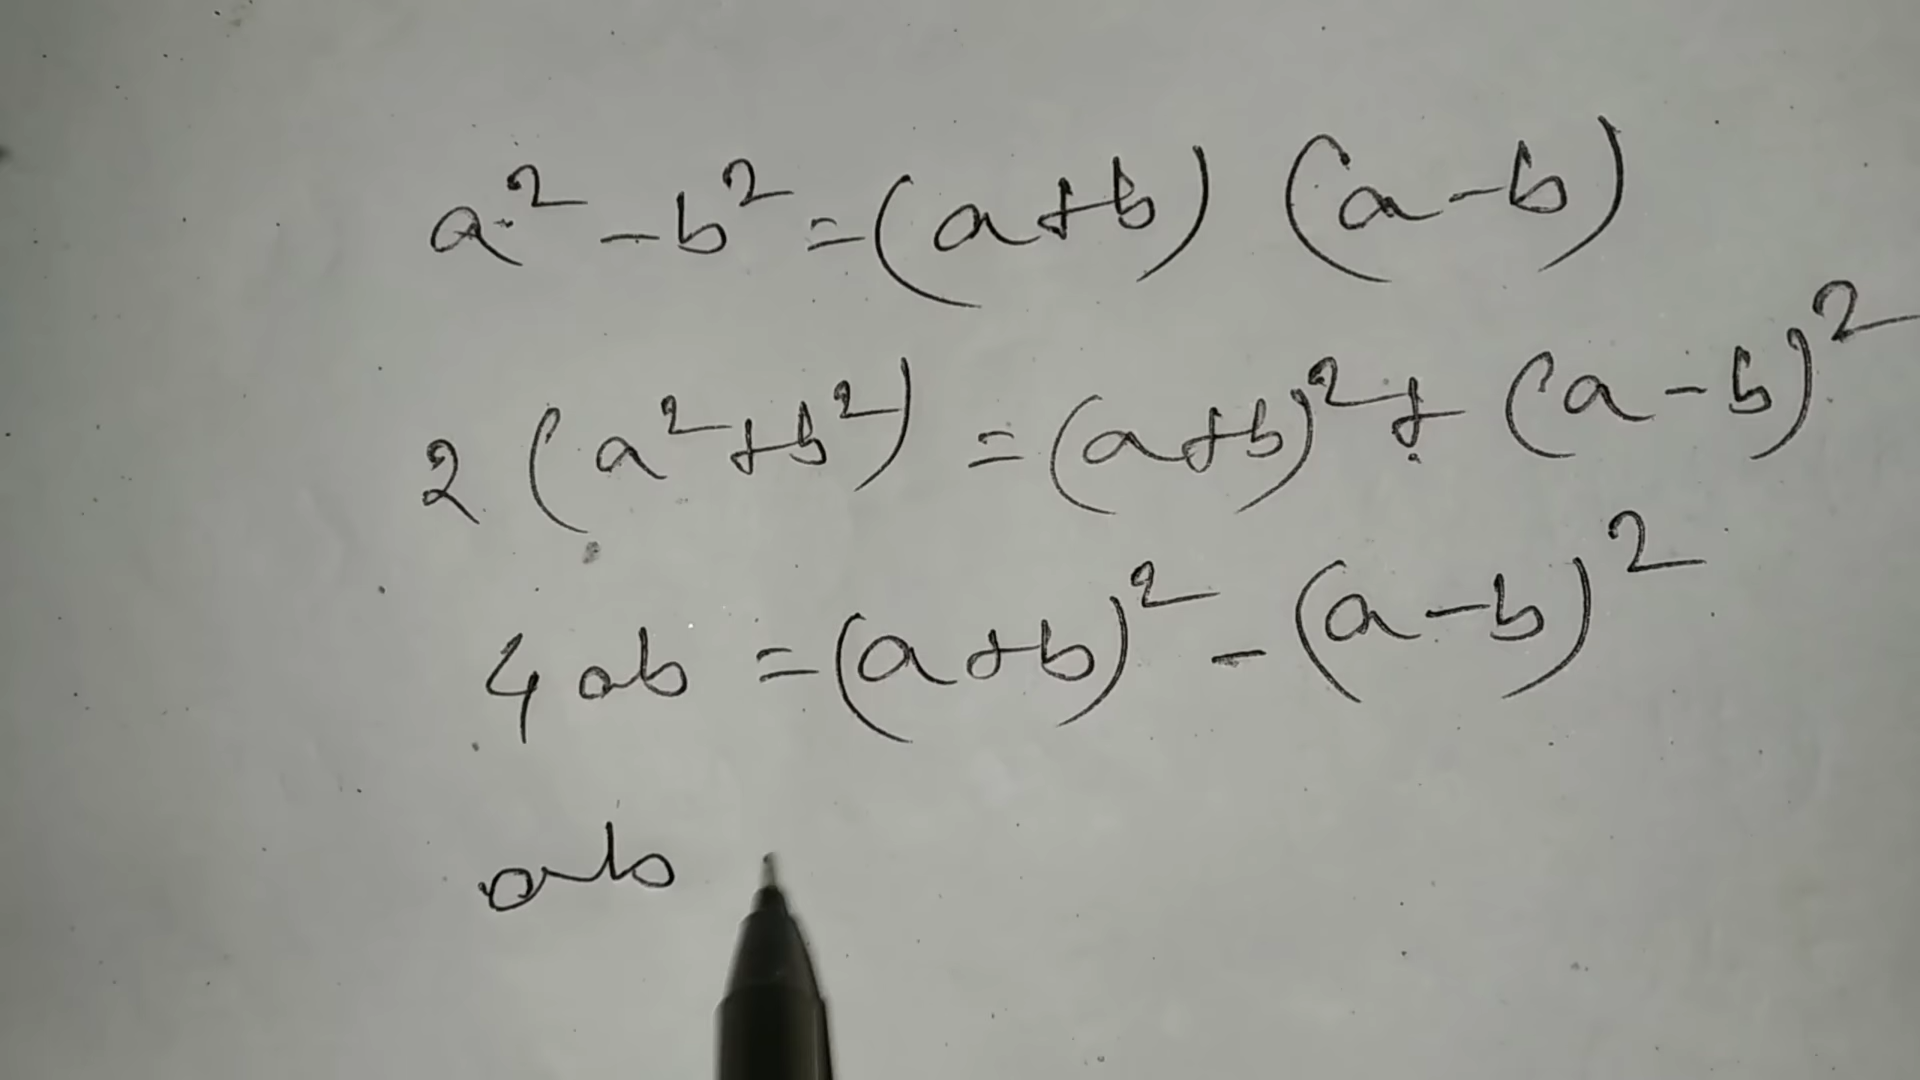 a² - b² = (a+b) (a-b)
2 (a² + b²) = (a+b)² + (a-b)²
4ab = (a+b)² - (a-b)²
ab